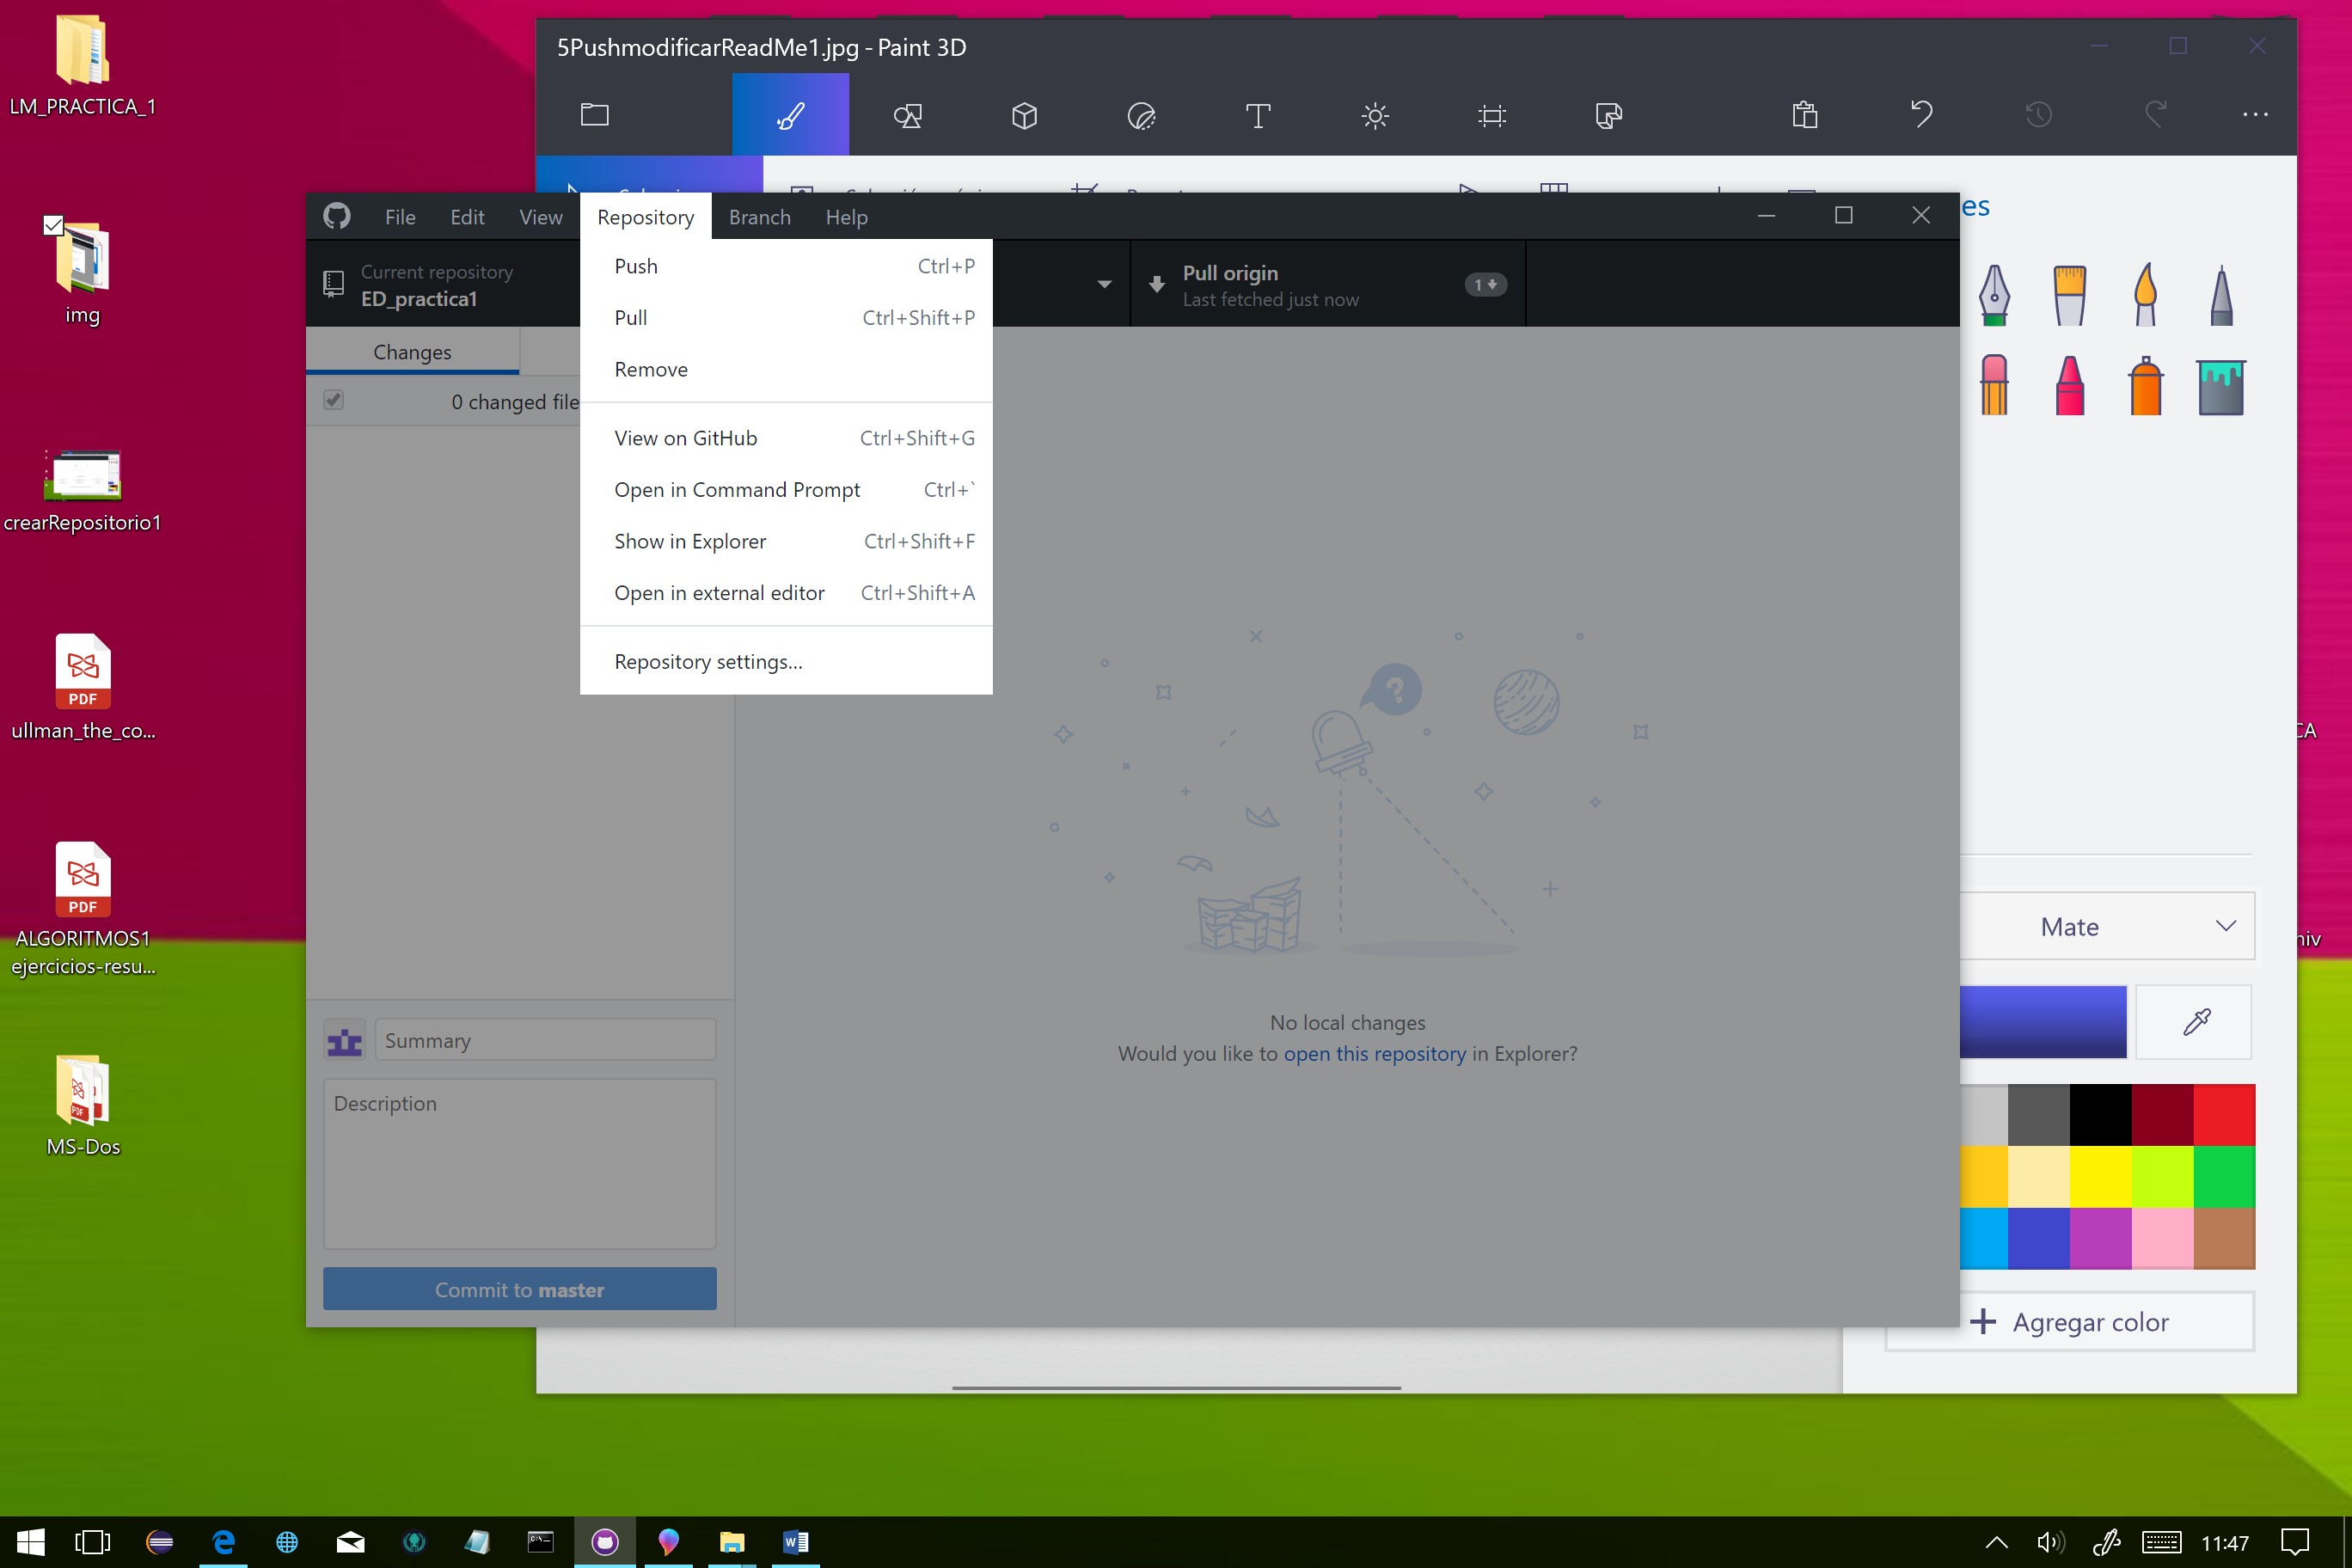 LM_PRACTICA_1
img
crearRepositorio1
ullman_the_co...
ALGORITMOS1
ejercicios-resu...
MS-Dos
PDF
PDF
5PushmodificarReadMe1.jpg - Paint 3D
es
File Edit View Repository Branch Help
Current repository
ED_practica1
Pull origin
Last fetched just now
1
Changes
0 changed file
Push Ctrl+P
Pull Ctrl+Shift+P
Remove
View on GitHub Ctrl+Shift+G
Open in Command Prompt Ctrl+`
Show in Explorer Ctrl+Shift+F
Open in external editor Ctrl+Shift+A
Repository settings...
?
No local changes
Would you like to open this repository in Explorer?
Summary
Description
Commit to master
Mate
Agregar color
CA
hiv
11:47